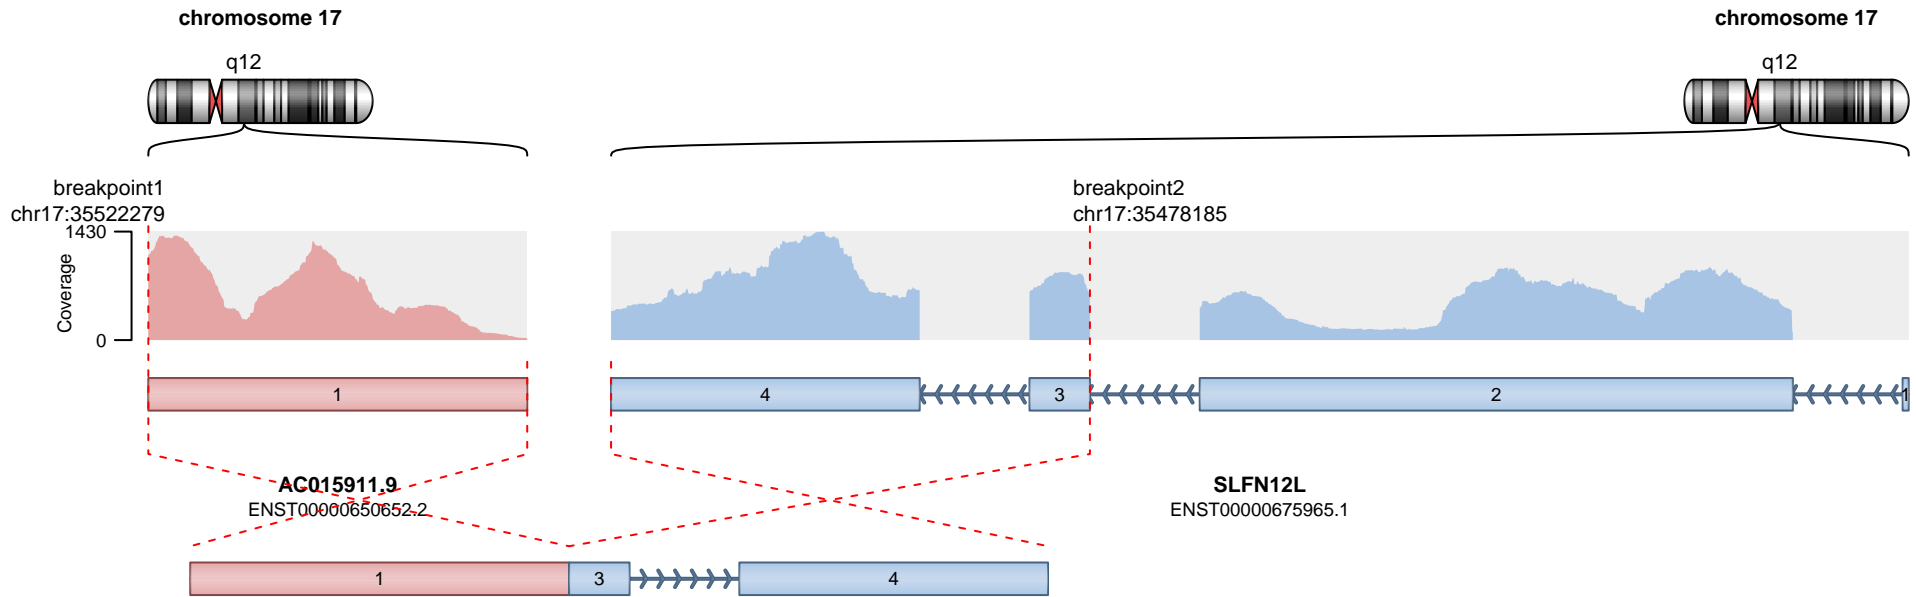 chromosome 17
chromosome 17
q12
q12
breakpoint1
chr17:35522279
breakpoint2
chr17:35478185
1430
Coverage
0
1
4
3
2
1
AC015911.9
ENST00000650652.2
SLFN12L
ENST00000675965.1
1
3
4